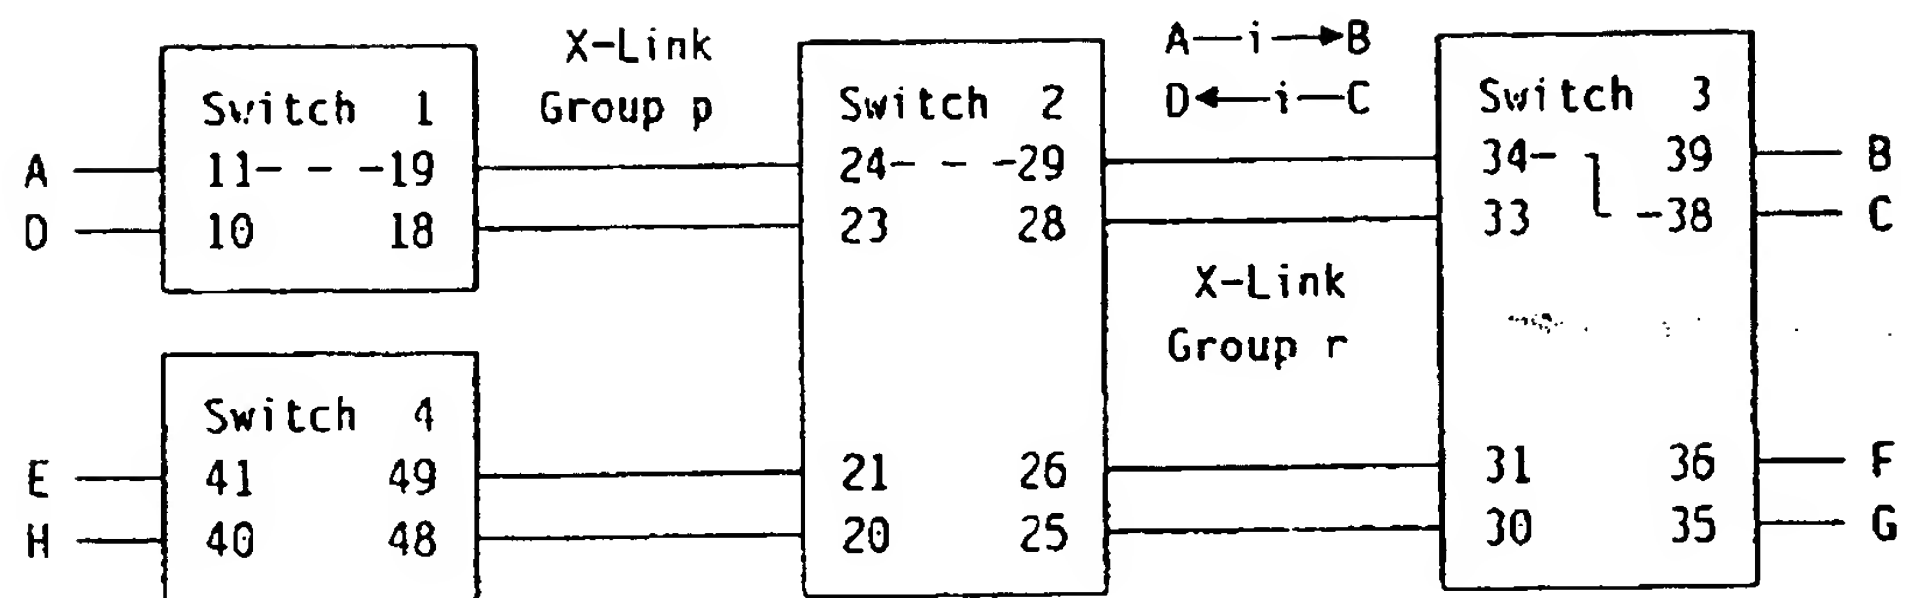 X-Link
Group p
A—i→B
D←i—C
Switch 1
A 11- - -19
D 10 18
Switch 2
24- - -29
23 28
21 26
20 25
X-Link
Group r
Switch 3
34- 39 B
33 -38 C
31 36 F
30 35 G
Switch 4
E 41 49
H 40 48